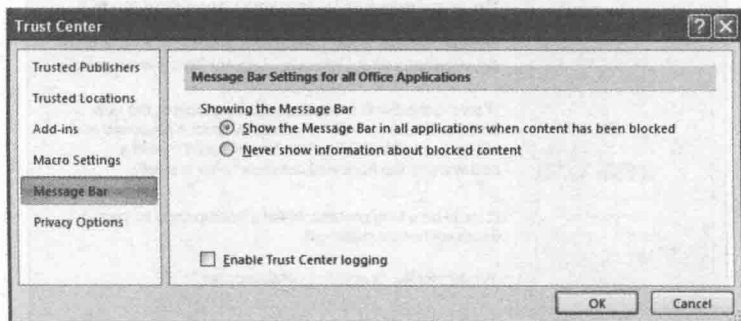 Trust Center
Trusted Publishers
Trusted Locations
Add-ins
Macro Settings
Message Bar
Privacy Options
Message Bar Settings for all Office Applications
Showing the Message Bar
Show the Message Bar in all applications when content has been blocked
Never show information about blocked content
Enable Trust Center logging
OK
Cancel